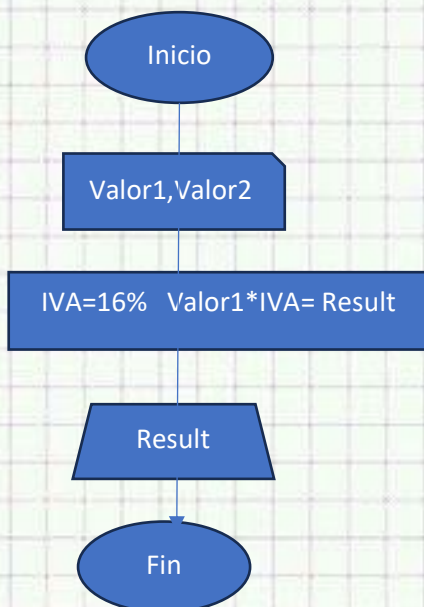 Inicio
Valor1,Valor2
IVA=16% Valor1*IVA= Result
Result
Fin